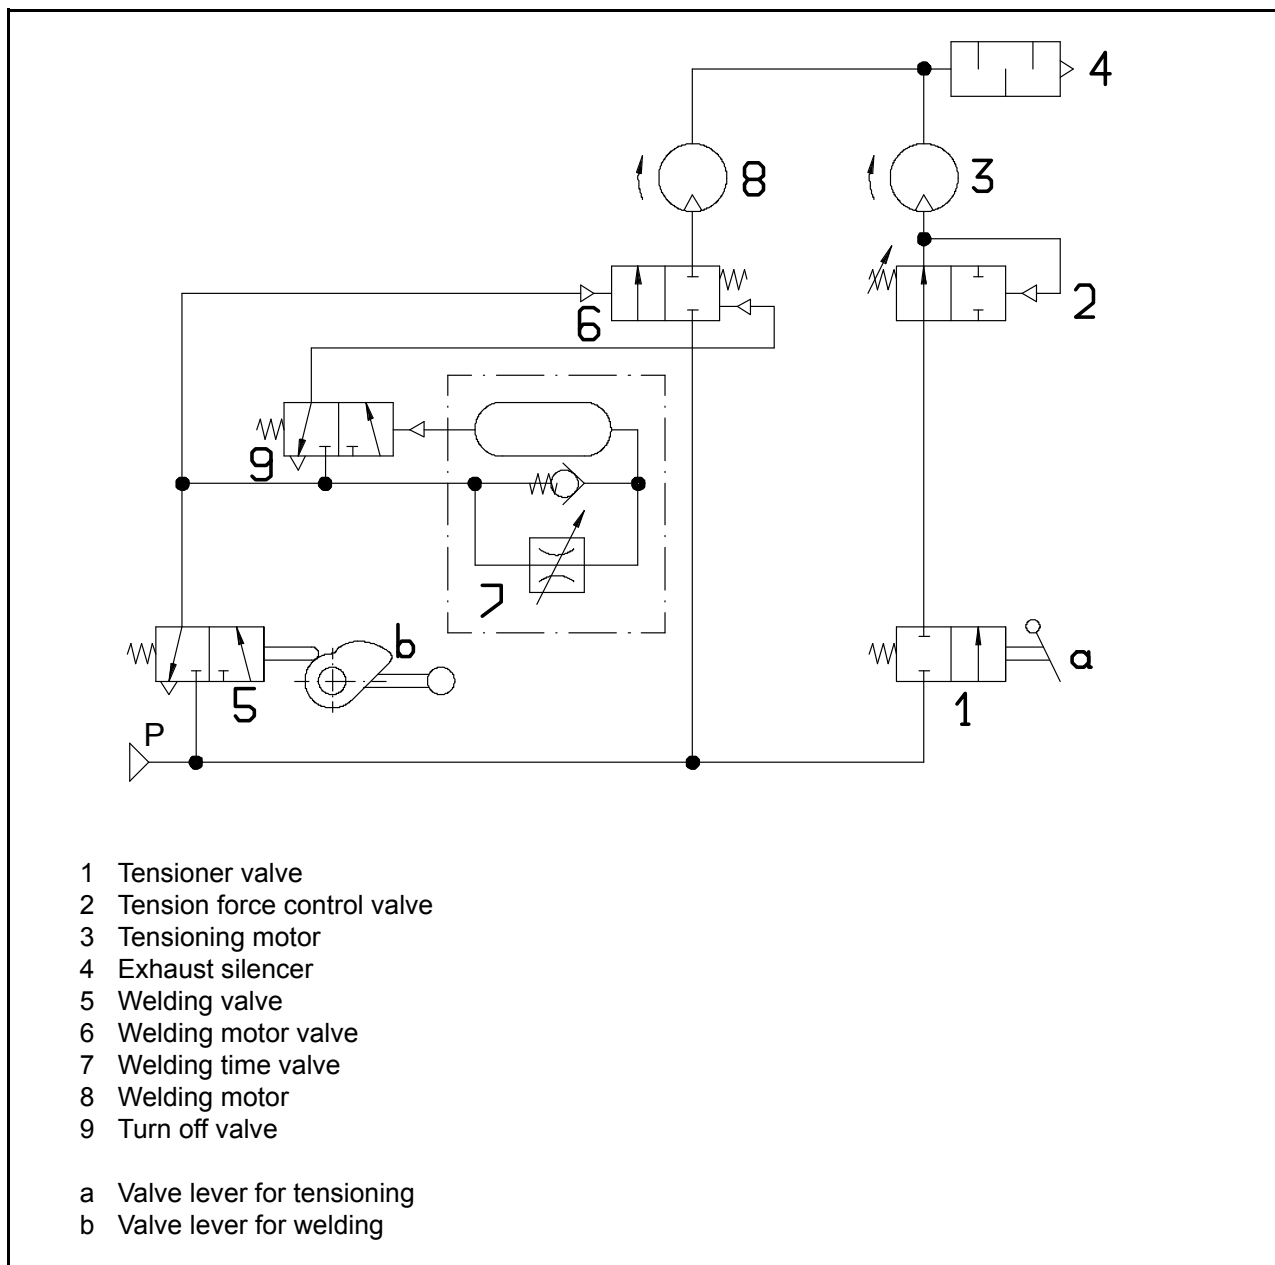 4
8
3
6
2
9
7
b
5
a
1
P
1 Tensioner valve
2 Tension force control valve
3 Tensioning motor
4 Exhaust silencer
5 Welding valve
6 Welding motor valve
7 Welding time valve
8 Welding motor
9 Turn off valve
a Valve lever for tensioning
b Valve lever for welding